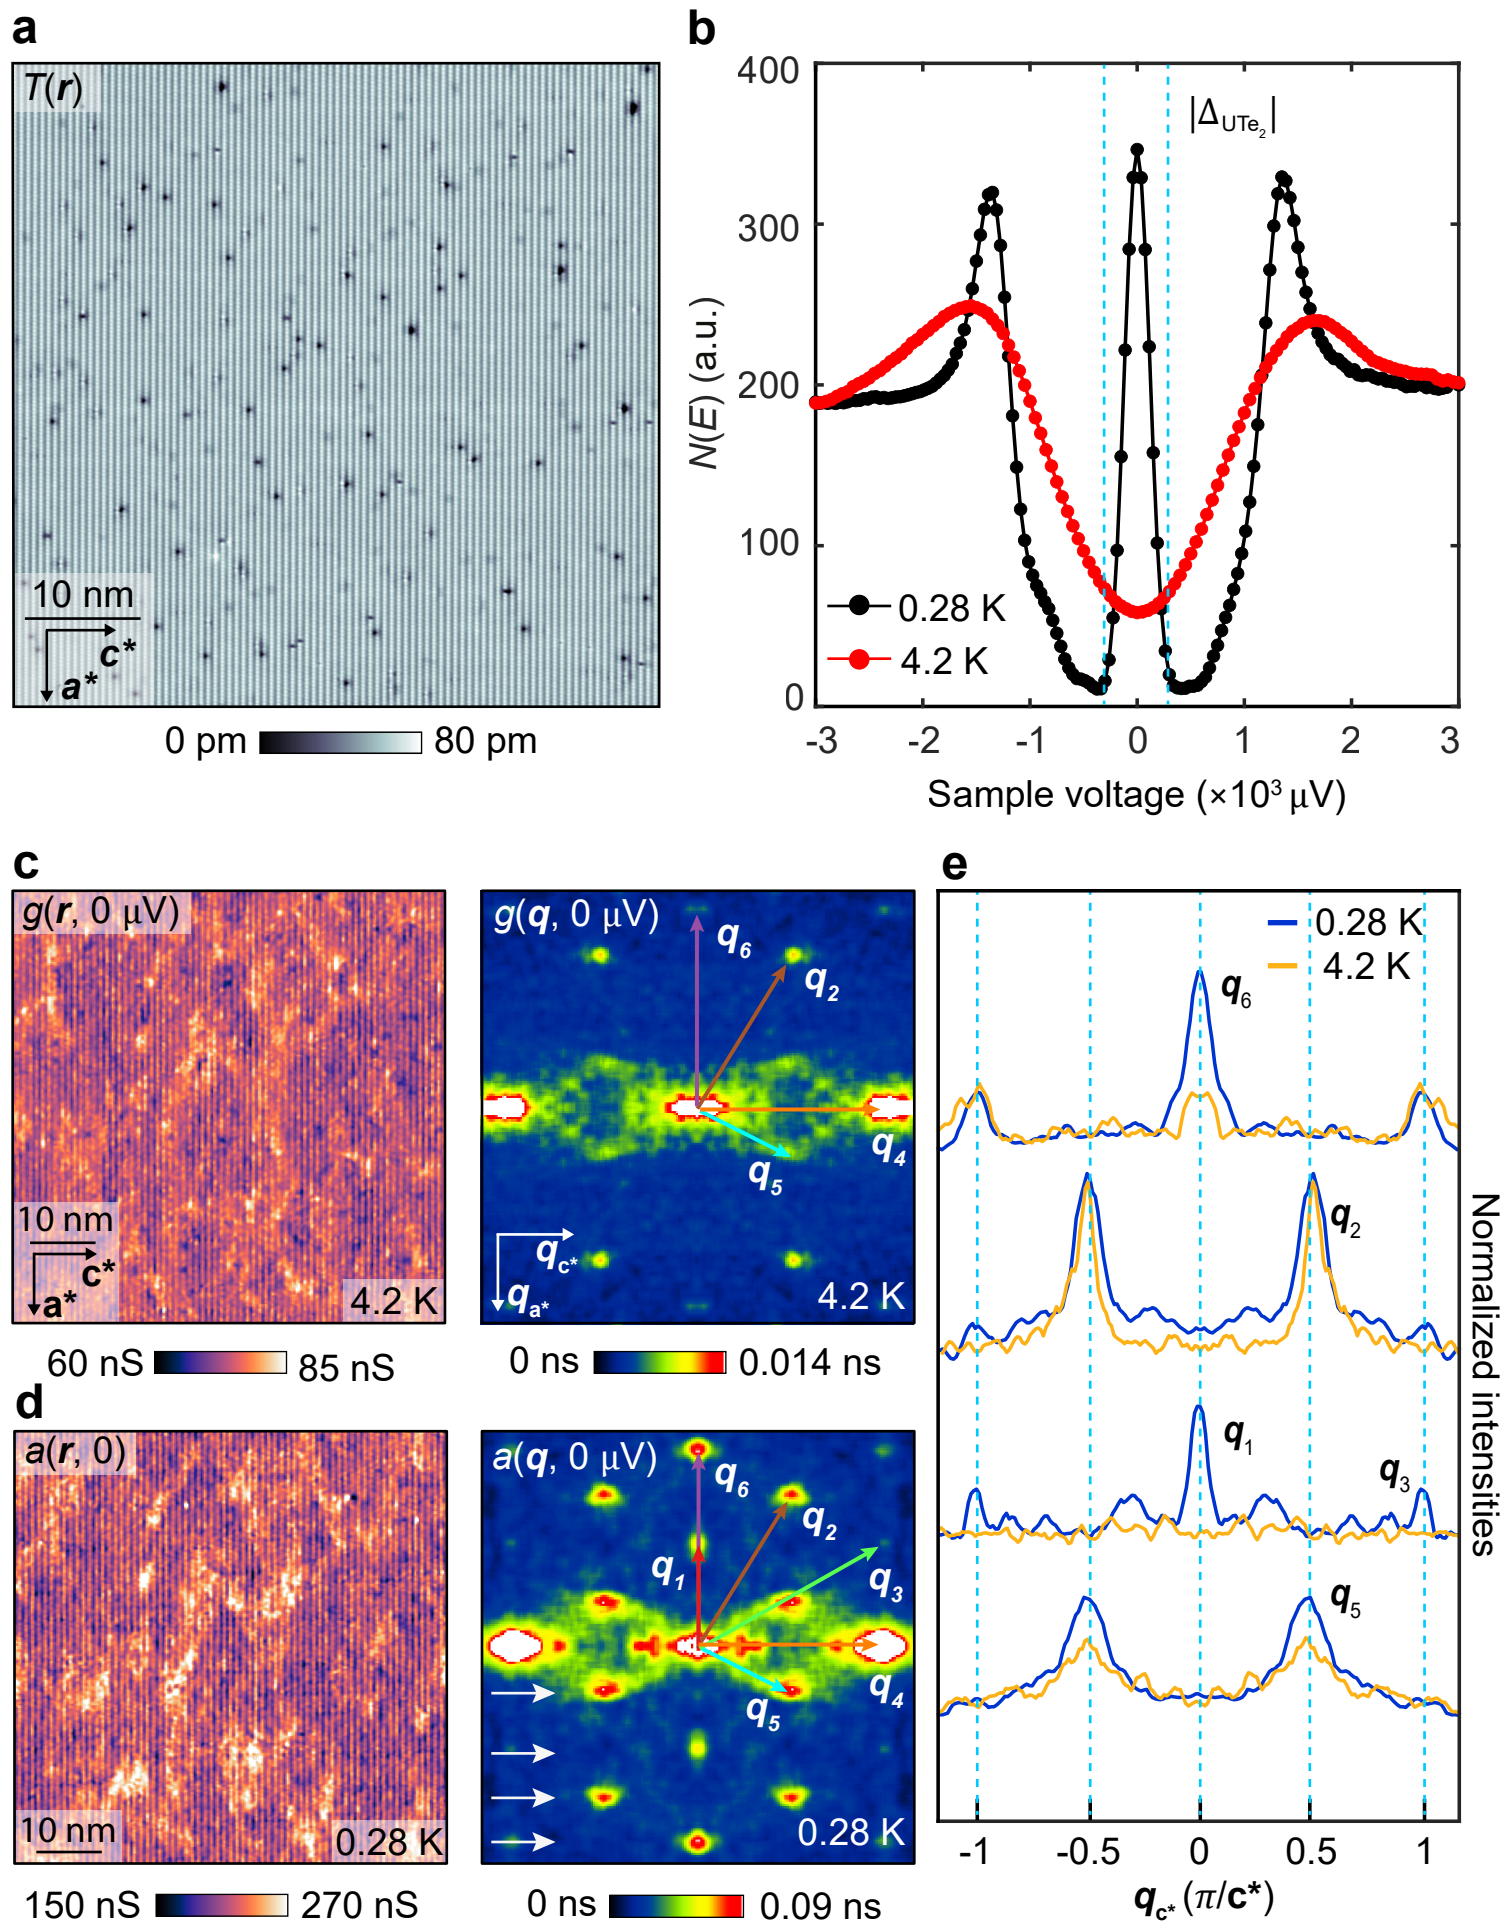 a
T(r)
10 nm
c*
a*
0 pm
80 pm
b
400
300
200
100
0
N(E) (a.u.)
|Δ_UTe₂|
0.28 K
4.2 K
-3 -2 -1 0 1 2 3
Sample voltage (×10³ μV)
c
g(r, 0 μV)
10 nm
c*
a*
4.2 K
60 nS
85 nS
g(q, 0 μV)
q₆
q₂
q₄
q₅
q_c*
q_a*
4.2 K
0 ns
0.014 ns
d
a(r, 0)
10 nm
0.28 K
150 nS
270 nS
a(q, 0 μV)
q₆
q₂
q₁
q₃
q₄
q₅
0.28 K
0 ns
0.09 ns
e
0.28 K
4.2 K
q₆
q₂
q₁
q₃
q₅
Normalized intensities
-1 -0.5 0 0.5 1
q_c* (π/c*)